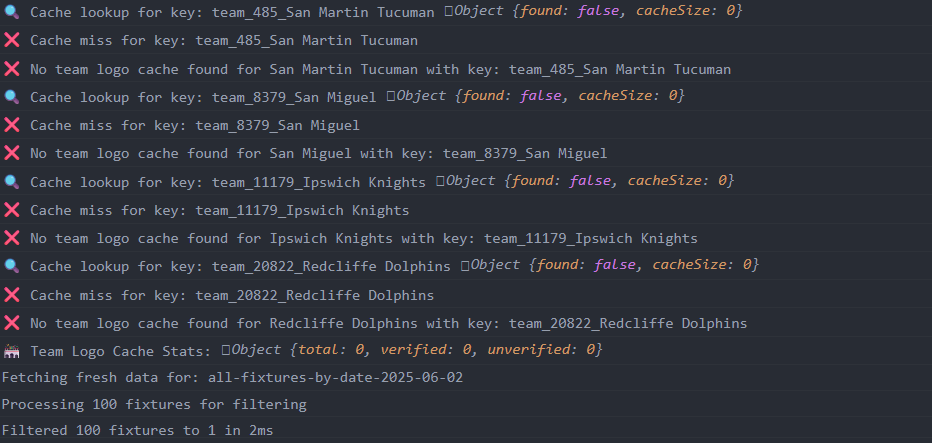 🔍 Cache lookup for key: team_485_San Martin Tucuman Object {found: false, cacheSize: 0}
❌ Cache miss for key: team_485_San Martin Tucuman
❌ No team logo cache found for San Martin Tucuman with key: team_485_San Martin Tucuman
🔍 Cache lookup for key: team_8379_San Miguel Object {found: false, cacheSize: 0}
❌ Cache miss for key: team_8379_San Miguel
❌ No team logo cache found for San Miguel with key: team_8379_San Miguel
🔍 Cache lookup for key: team_11179_Ipswich Knights Object {found: false, cacheSize: 0}
❌ Cache miss for key: team_11179_Ipswich Knights
❌ No team logo cache found for Ipswich Knights with key: team_11179_Ipswich Knights
🔍 Cache lookup for key: team_20822_Redcliffe Dolphins Object {found: false, cacheSize: 0}
❌ Cache miss for key: team_20822_Redcliffe Dolphins
❌ No team logo cache found for Redcliffe Dolphins with key: team_20822_Redcliffe Dolphins
Team Logo Cache Stats: Object {total: 0, verified: 0, unverified: 0}
Fetching fresh data for: all-fixtures-by-date-2025-06-02
Processing 100 fixtures for filtering
Filtered 100 fixtures to 1 in 2ms